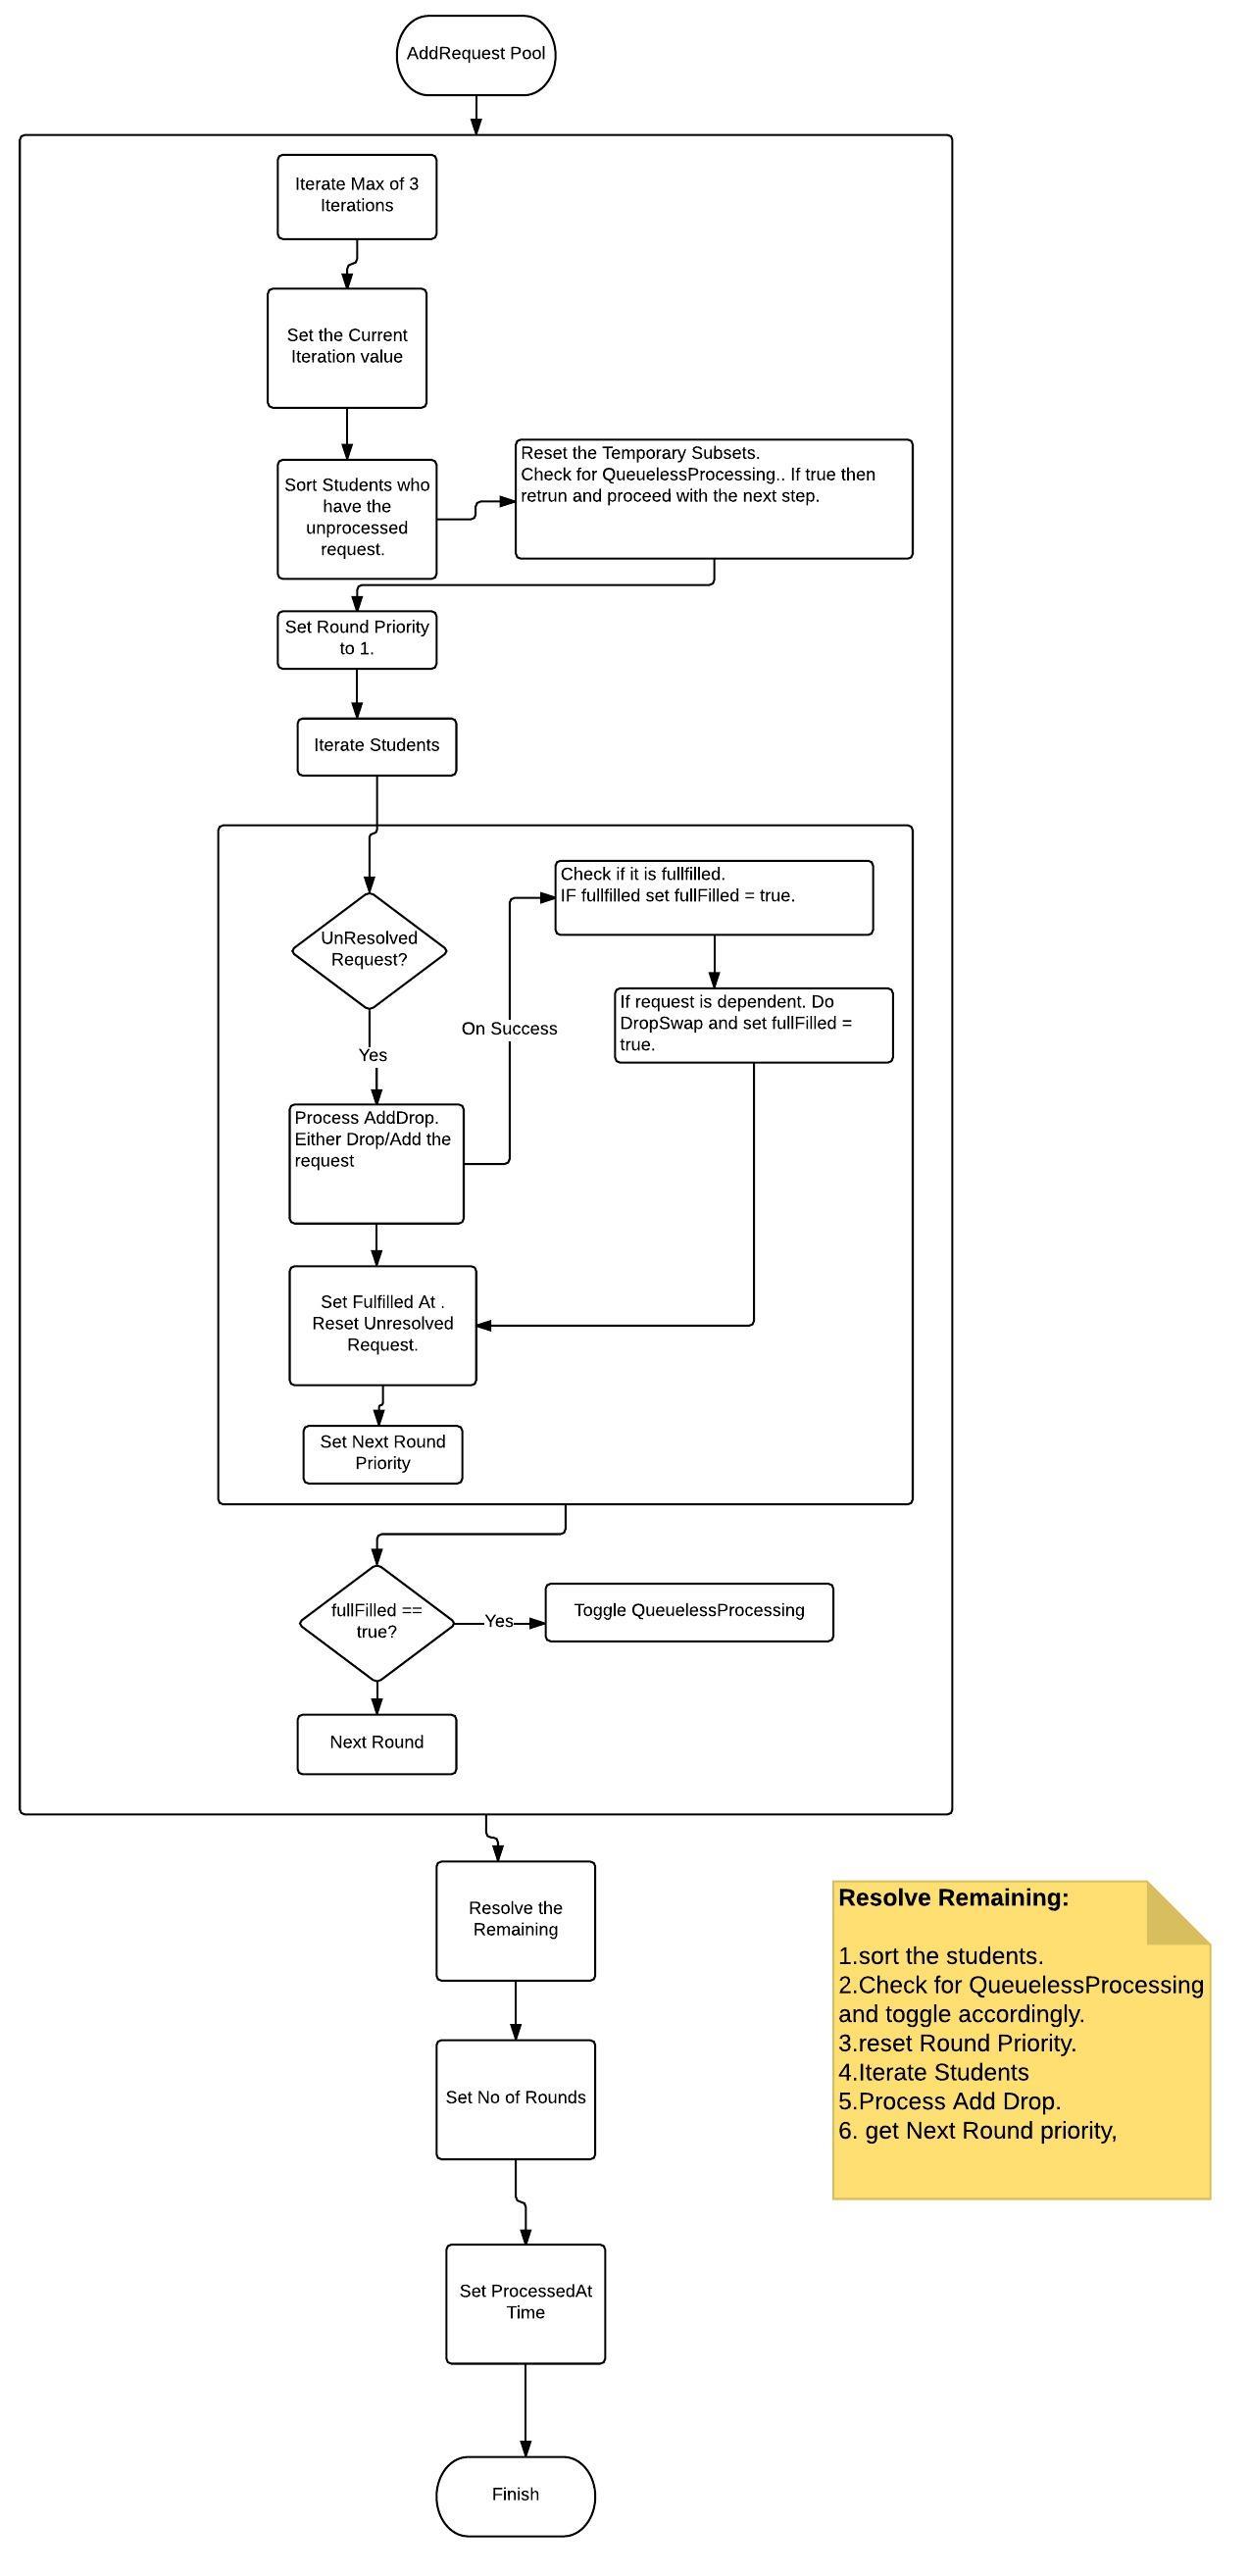 AddRequest Pool
Iterate Max of 3
Iterations
Set the Current
Iteration value
Sort Students who
have the
unprocessed
request.
Reset the Temporary Subsets.
Check for QueuelessProcessing.. If true then
retrun and proceed with the next step.
Set Round Priority
to 1.
Iterate Students
UnResolved
Request?
Yes
On Success
Check if it is fullfilled.
IF fullfilled set fullFilled = true.
If request is dependent. Do
DropSwap and set fullFilled =
true.
Process AddDrop.
Either Drop/Add the
request
Set Fulfilled At .
Reset Unresolved
Request.
Set Next Round
Priority
fullFilled ==
true?
Yes
Toggle QueuelessProcessing
Next Round
Resolve the
Remaining
Set No of Rounds
Set ProcessedAt
Time
Finish
Resolve Remaining:
1.sort the students.
2.Check for QueuelessProcessing
and toggle accordingly.
3.reset Round Priority.
4.Iterate Students
5.Process Add Drop.
6. get Next Round priority,